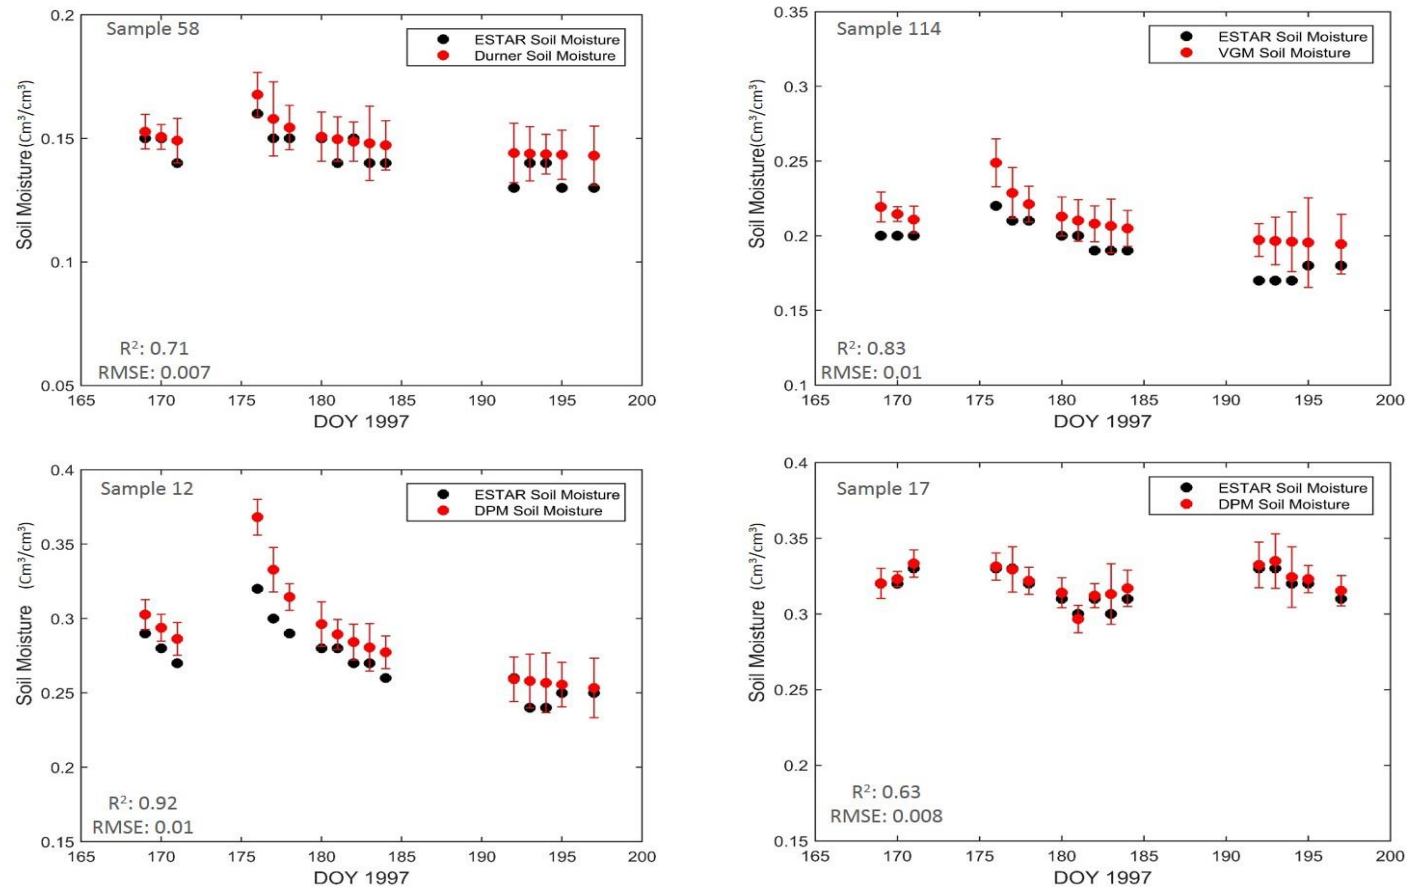 0.2
Sample 58
ESTAR Soil Moisture
Durner Soil Moisture
0.15
0.1
0.05
Soil Moisture (Cm³/cm³)
R²: 0.71
RMSE: 0.007
165 170 175 180 185 190 195 200
DOY 1997
0.35
Sample 114
ESTAR Soil Moisture
VGM Soil Moisture
0.3
0.25
0.2
0.15
0.1
Soil Moisture(Cm³/cm³)
R²: 0.83
RMSE: 0.01
165 170 175 180 185 190 195 200
DOY 1997
0.4
Sample 12
ESTAR Soil Moisture
DPM Soil Moisture
0.35
0.3
0.25
0.2
0.15
Soil Moisture (Cm³/cm³)
R²: 0.92
RMSE: 0.01
165 170 175 180 185 190 195 200
DOY 1997
0.4
Sample 17
ESTAR Soil Moisture
DPM Soil Moisture
0.35
0.3
0.25
0.2
0.15
Soil Moisture (Cm³/cm³)
R²: 0.63
RMSE: 0.008
165 170 175 180 185 190 195 200
DOY 1997